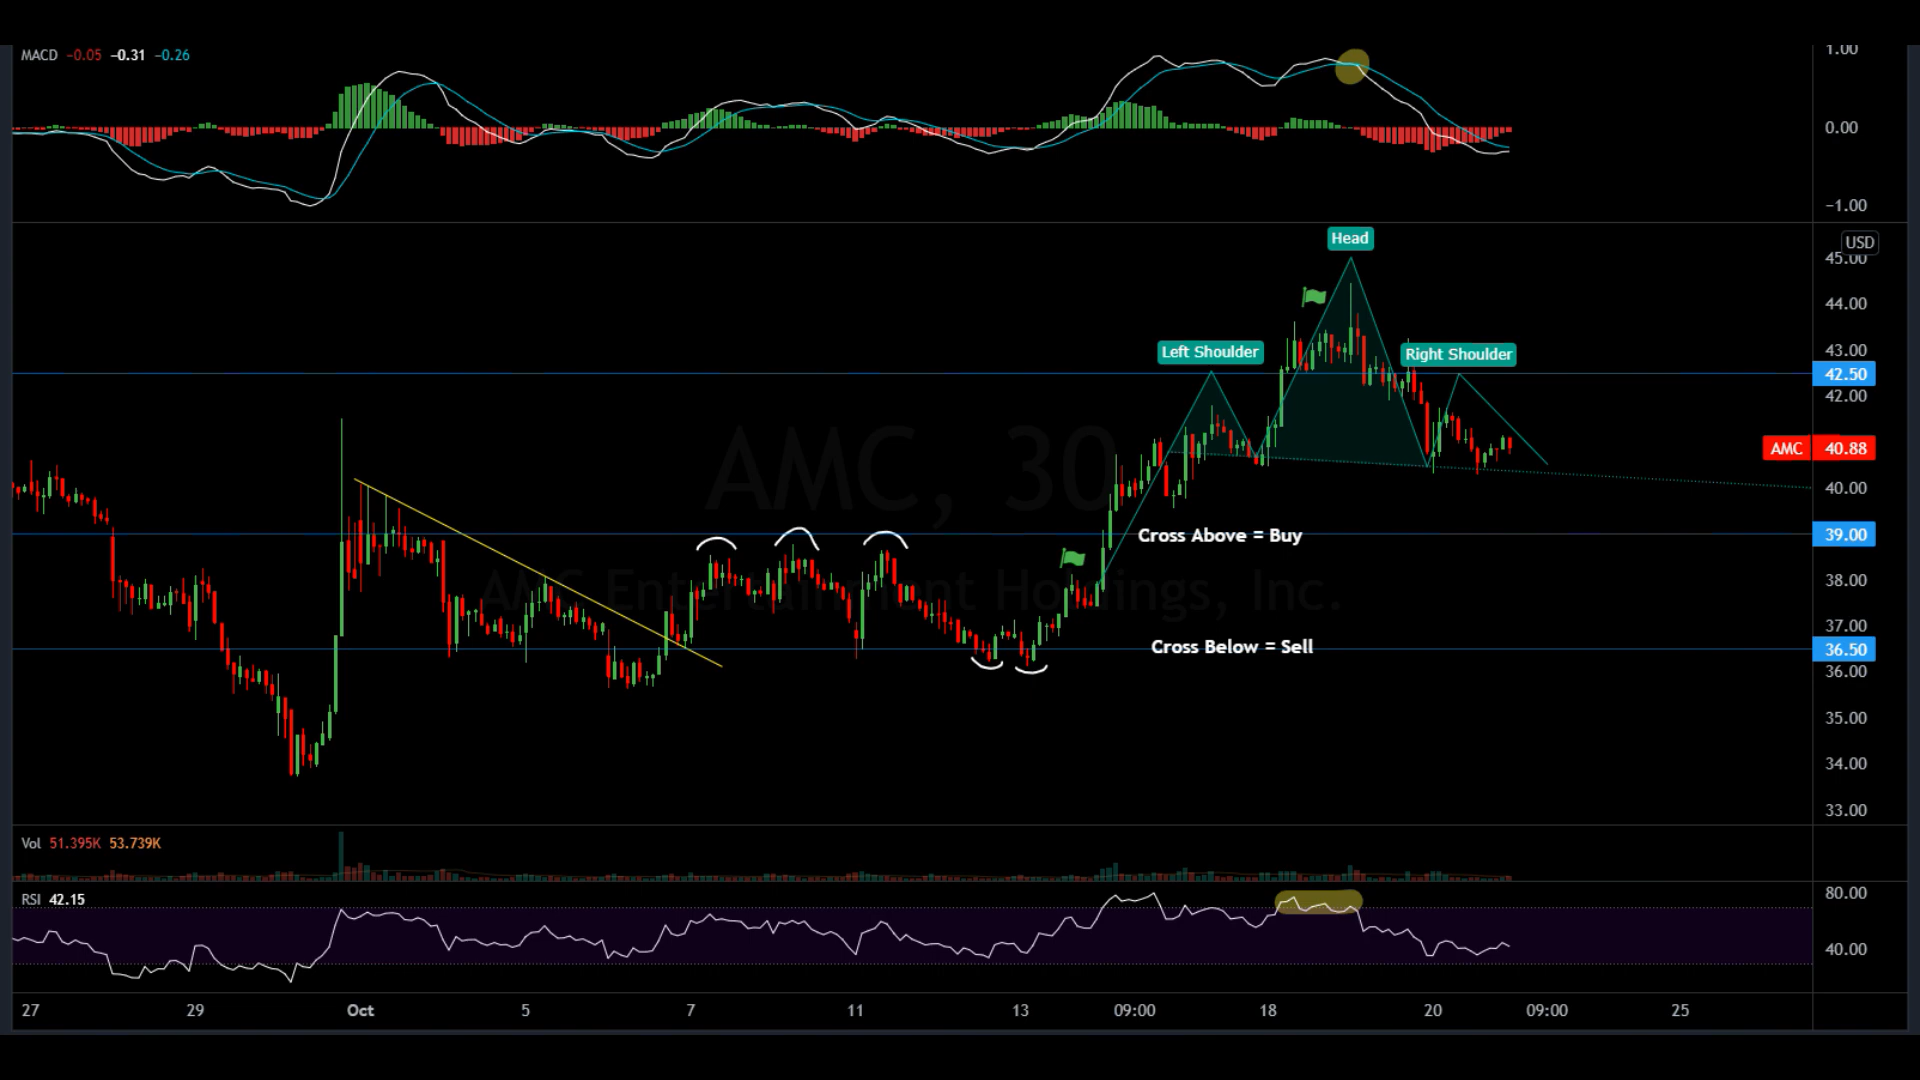 MACD −0.05 −0.31 −0.26
1.00
0.00
−1.00
Head
USD
45.00
44.00
Left Shoulder
Right Shoulder
43.00
42.50
42.00
AMC, 30
AMC 40.88
40.00
Cross Above = Buy
39.00
AMC Entertainment Holdings, Inc.
38.00
37.00
Cross Below = Sell
36.50
36.00
35.00
34.00
33.00
Vol 51.395K 53.739K
RSI 42.15
80.00
40.00
27 29 Oct 5 7 11 13 09:00 18 20 09:00 25